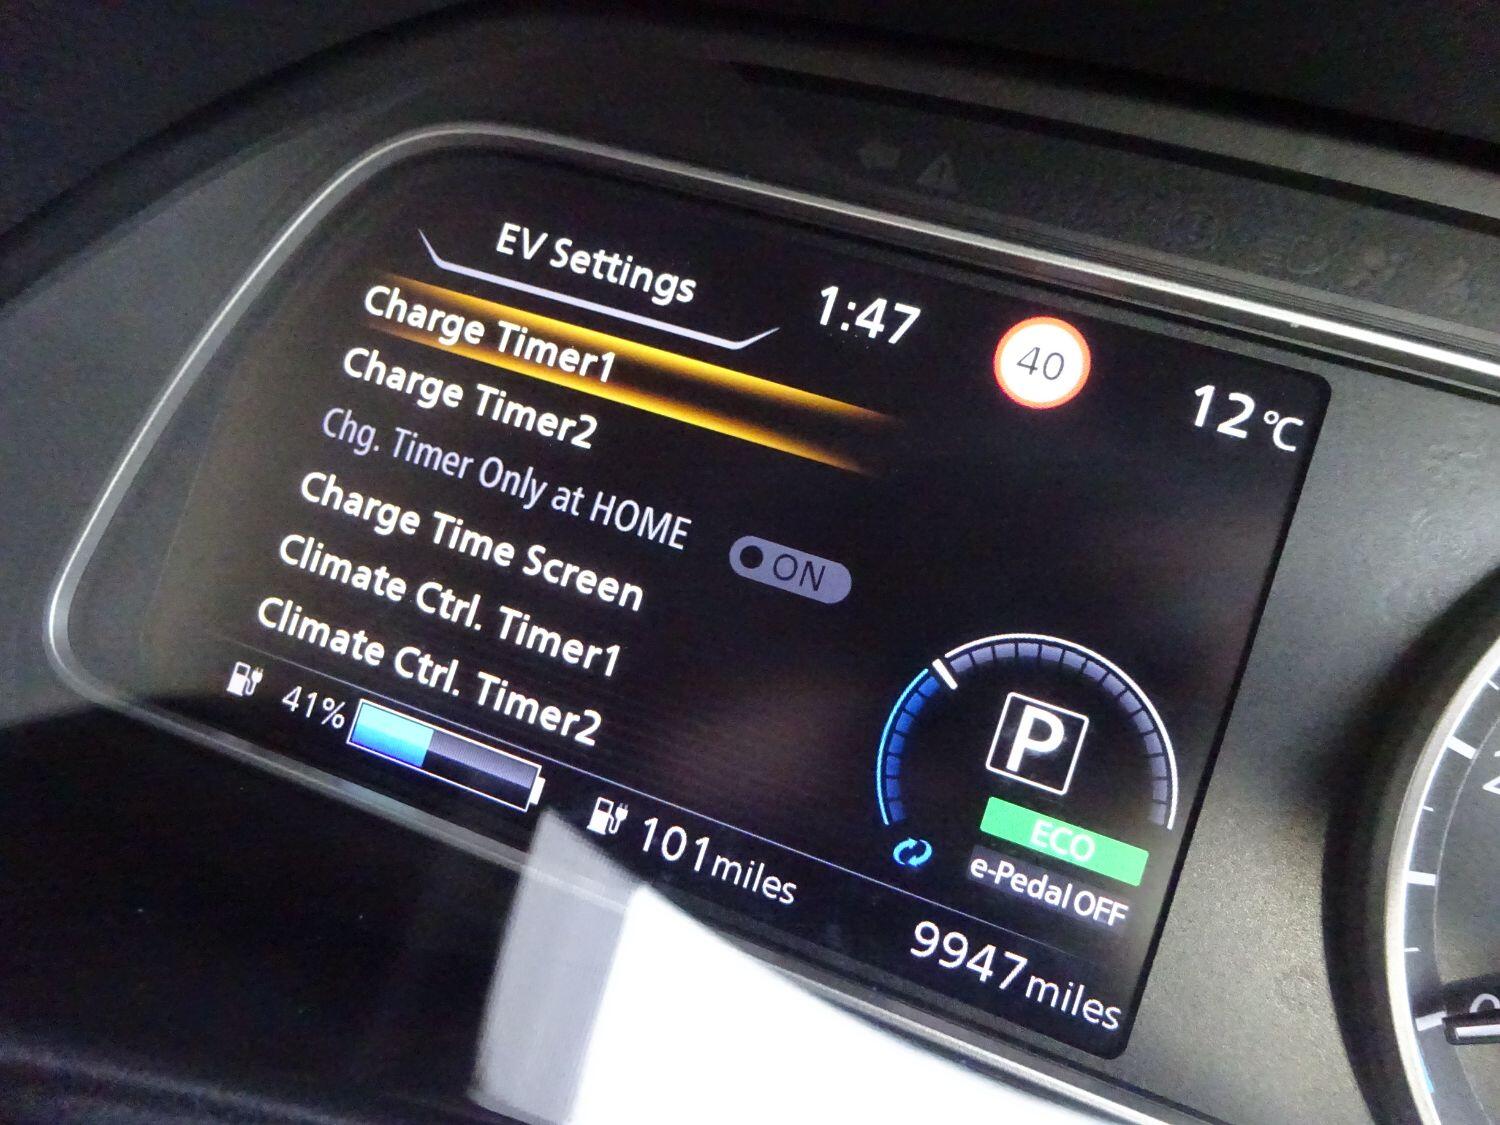 EV Settings
1:47
40
12°C
Charge Timer1
Charge Timer2
Chg. Timer Only at HOME
ON
Charge Time Screen
Climate Ctrl. Timer1
Climate Ctrl. Timer2
41%
101miles
P
ECO
e-Pedal OFF
9947miles
0